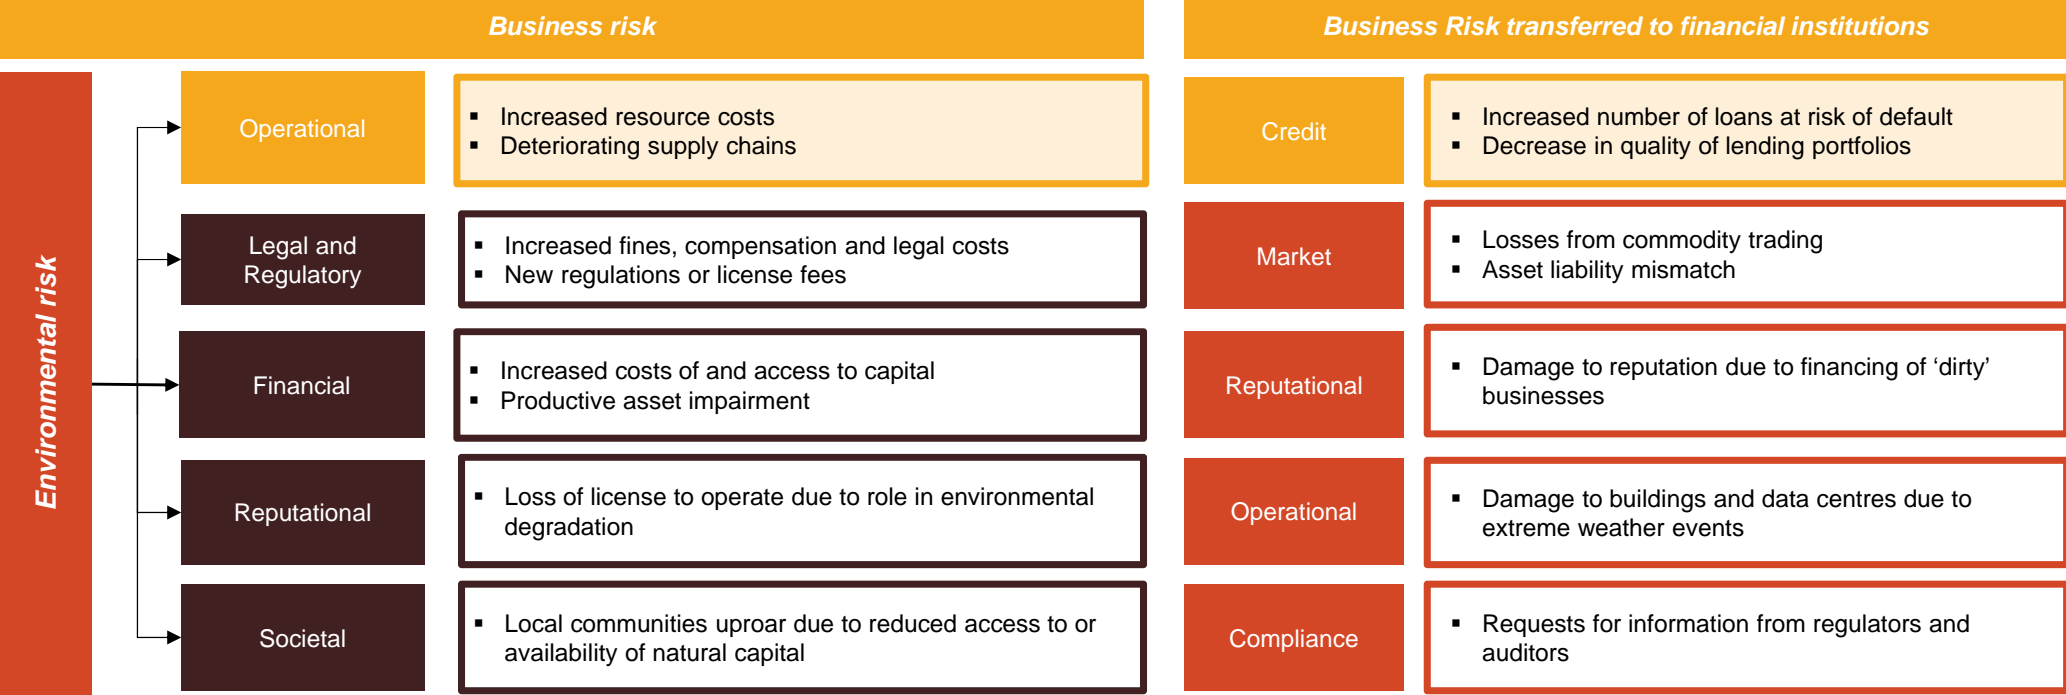 Business risk
Business Risk transferred to financial institutions
Environmental risk
Operational
▪ Increased resource costs
▪ Deteriorating supply chains
Credit
▪ Increased number of loans at risk of default
▪ Decrease in quality of lending portfolios
Legal and
Regulatory
▪ Increased fines, compensation and legal costs
▪ New regulations or license fees
Market
▪ Losses from commodity trading
▪ Asset liability mismatch
Financial
▪ Increased costs of and access to capital
▪ Productive asset impairment
Reputational
▪ Damage to reputation due to financing of ‘dirty’
businesses
Reputational
▪ Loss of license to operate due to role in environmental
degradation
Operational
▪ Damage to buildings and data centres due to
extreme weather events
Societal
▪ Local communities uproar due to reduced access to or
availability of natural capital
Compliance
▪ Requests for information from regulators and
auditors